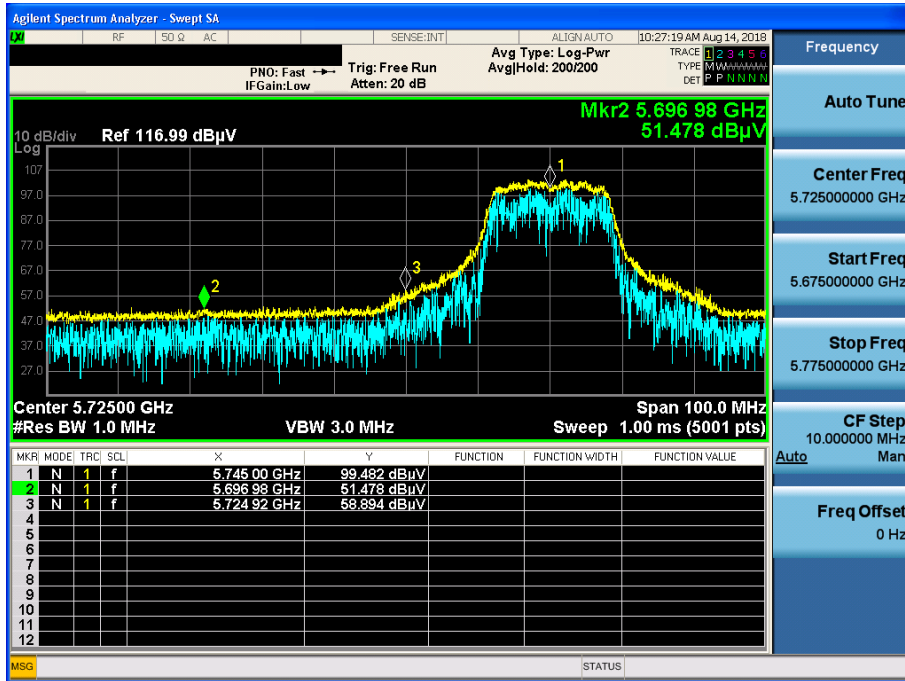 Agilent Spectrum Analyzer - Swept SA
LXI RF 50 Ω AC SENSE:INT ALIGN AUTO 10:27:19 AM Aug 14, 2018
PNO: Fast
IFGain:Low
Trig: Free Run
Atten: 20 dB
Avg Type: Log-Pwr
Avg|Hold: 200/200
TRACE 1 2 3 4 5 6
TYPE MWWWWW
DET P P N N N N
Mkr2 5.696 98 GHz
51.478 dBµV
10 dB/div Ref 116.99 dBµV
Log
107
97.0
87.0
77.0
67.0
57.0
47.0
37.0
27.0
1
2
3
Center 5.72500 GHz Span 100.0 MHz
#Res BW 1.0 MHz VBW 3.0 MHz Sweep 1.00 ms (5001 pts)
MKR MODE TRC SCL X Y FUNCTION FUNCTION WIDTH FUNCTION VALUE
1 N 1 f 5.745 00 GHz 99.482 dBµV
2 N 1 f 5.696 98 GHz 51.478 dBµV
3 N 1 f 5.724 92 GHz 58.894 dBµV
4
5
6
7
8
9
10
11
12
MSG STATUS
Frequency
Auto Tune
Center Freq
5.725000000 GHz
Start Freq
5.675000000 GHz
Stop Freq
5.775000000 GHz
CF Step
10.000000 MHz
Auto Man
Freq Offset
0 Hz